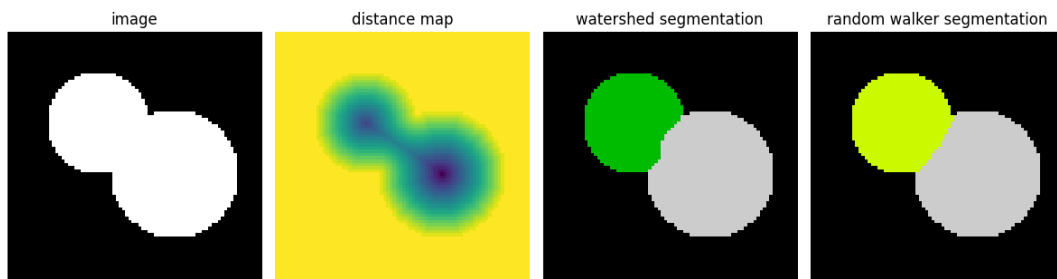 image
distance map
watershed segmentation
random walker segmentation